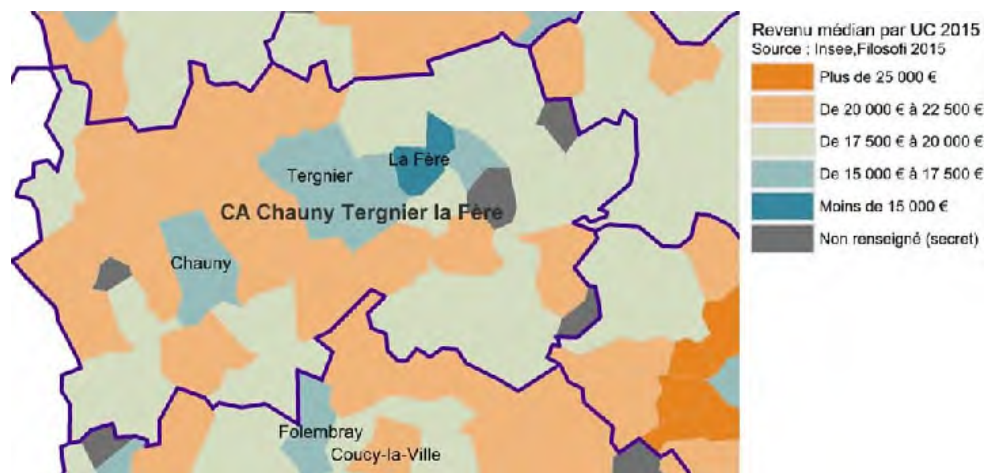 Revenu médian par UC 2015
Source : Insee,Filosofi 2015
Plus de 25 000 €
De 20 000 € à 22 500 €
De 17 500 € à 20 000 €
De 15 000 € à 17 500 €
Moins de 15 000 €
Non renseigné (secret)
La Fère
Tergnier
CA Chauny Tergnier la Fère
Chauny
Folembray
Coucy-la-Ville